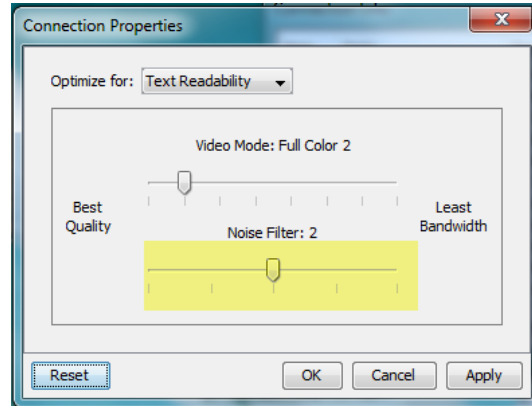 Connection Properties
Optimize for: Text Readability
Video Mode: Full Color 2
Best
Quality
Least
Bandwidth
Noise Filter: 2
Reset OK Cancel Apply